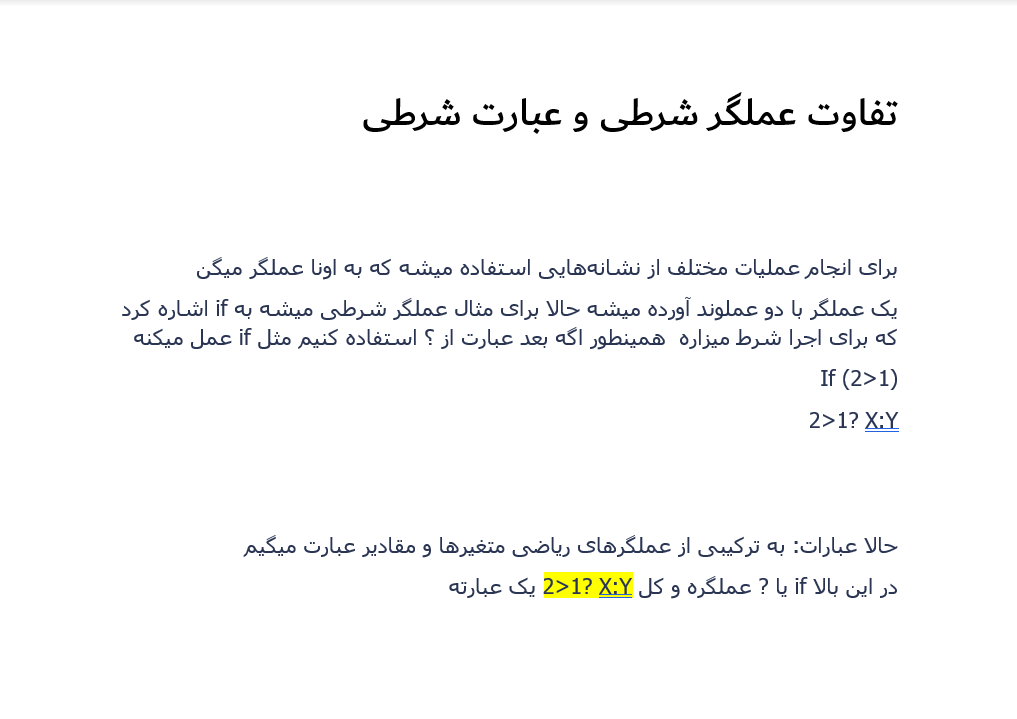 تفاوت عملگر شرطی و عبارت شرطی
برای انجام عملیات مختلف از نشانه‌هایی استفاده میشه که به اونا عملگر میگن
یک عملگر با دو عملوند آورده میشه حالا برای مثال عملگر شرطی میشه به if اشاره کرد
که برای اجرا شرط میزاره همینطور اگه بعد عبارت از ؟ استفاده کنیم مثل if عمل میکنه
If (2>1)
2>1? X:Y
حالا عبارات: به ترکیبی از عملگرهای ریاضی متغیرها و مقادیر عبارت میگیم
در این بالا if یا ? عملگره و کل 2>1? X:Y یک عبارته